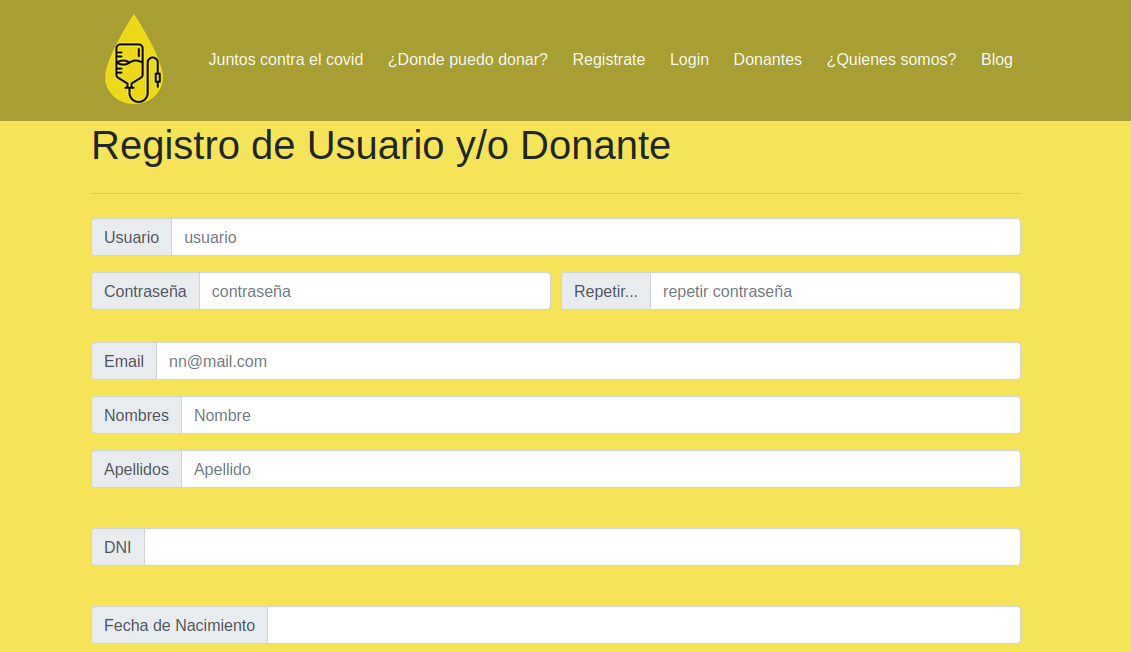 Juntos contra el covid ¿Donde puedo donar? Registrate Login Donantes ¿Quienes somos? Blog
Registro de Usuario y/o Donante
Usuario usuario
Contraseña contraseña Repetir... repetir contraseña
Email nn@mail.com
Nombres Nombre
Apellidos Apellido
DNI
Fecha de Nacimiento